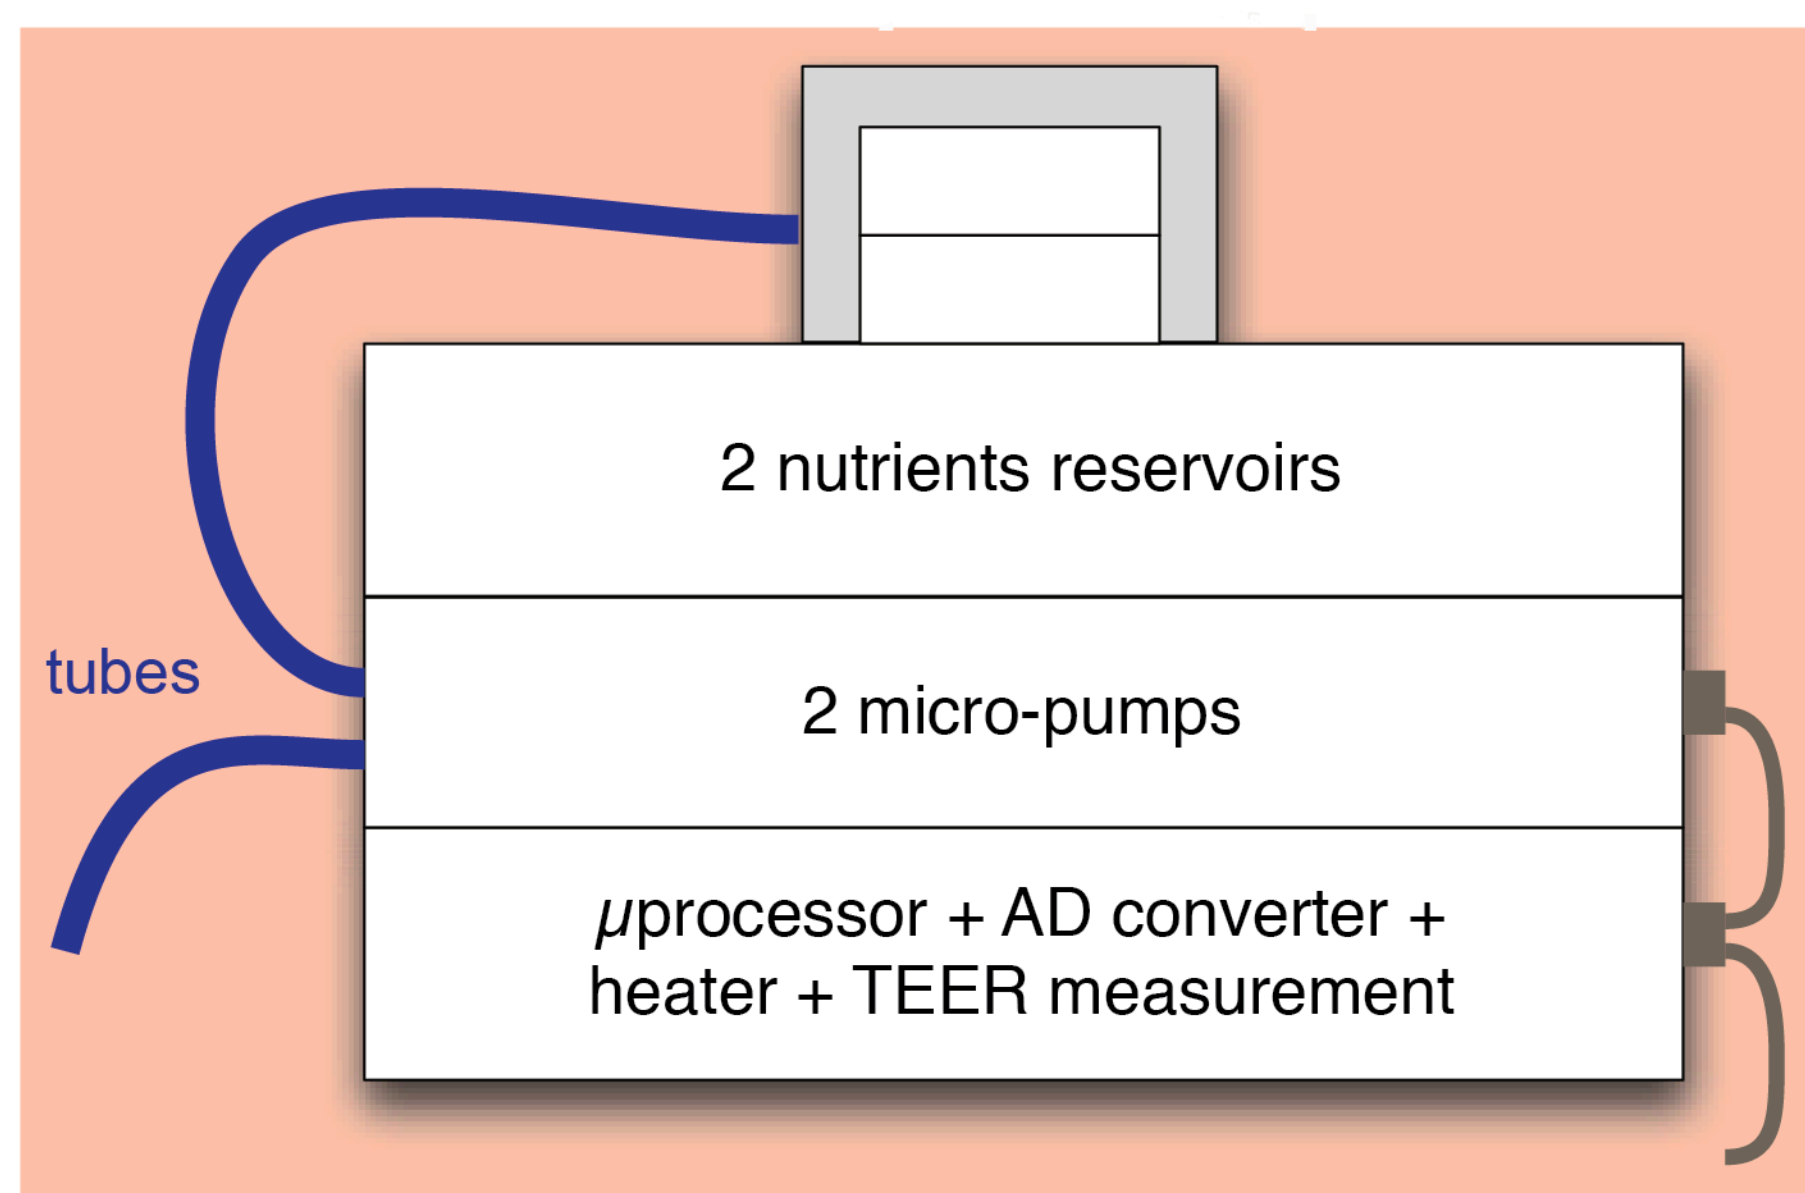 2 nutrients reservoirs
tubes
2 micro-pumps
µprocessor + AD converter +
heater + TEER measurement